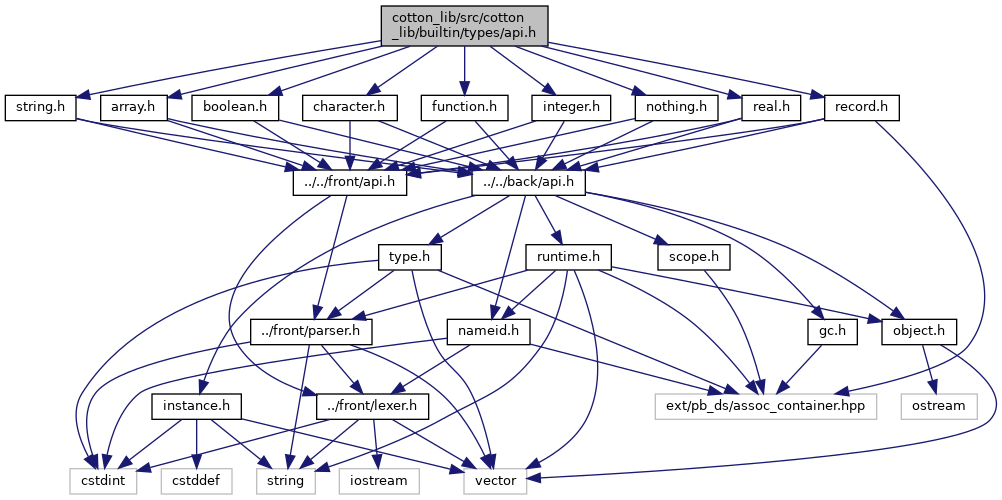 cotton_lib/src/cotton
_lib/builtin/types/api.h
string.h
array.h
boolean.h
character.h
function.h
integer.h
nothing.h
real.h
record.h
../../front/api.h
../../back/api.h
type.h
runtime.h
scope.h
../front/parser.h
nameid.h
gc.h
object.h
instance.h
../front/lexer.h
ext/pb_ds/assoc_container.hpp
ostream
cstdint
cstddef
string
iostream
vector